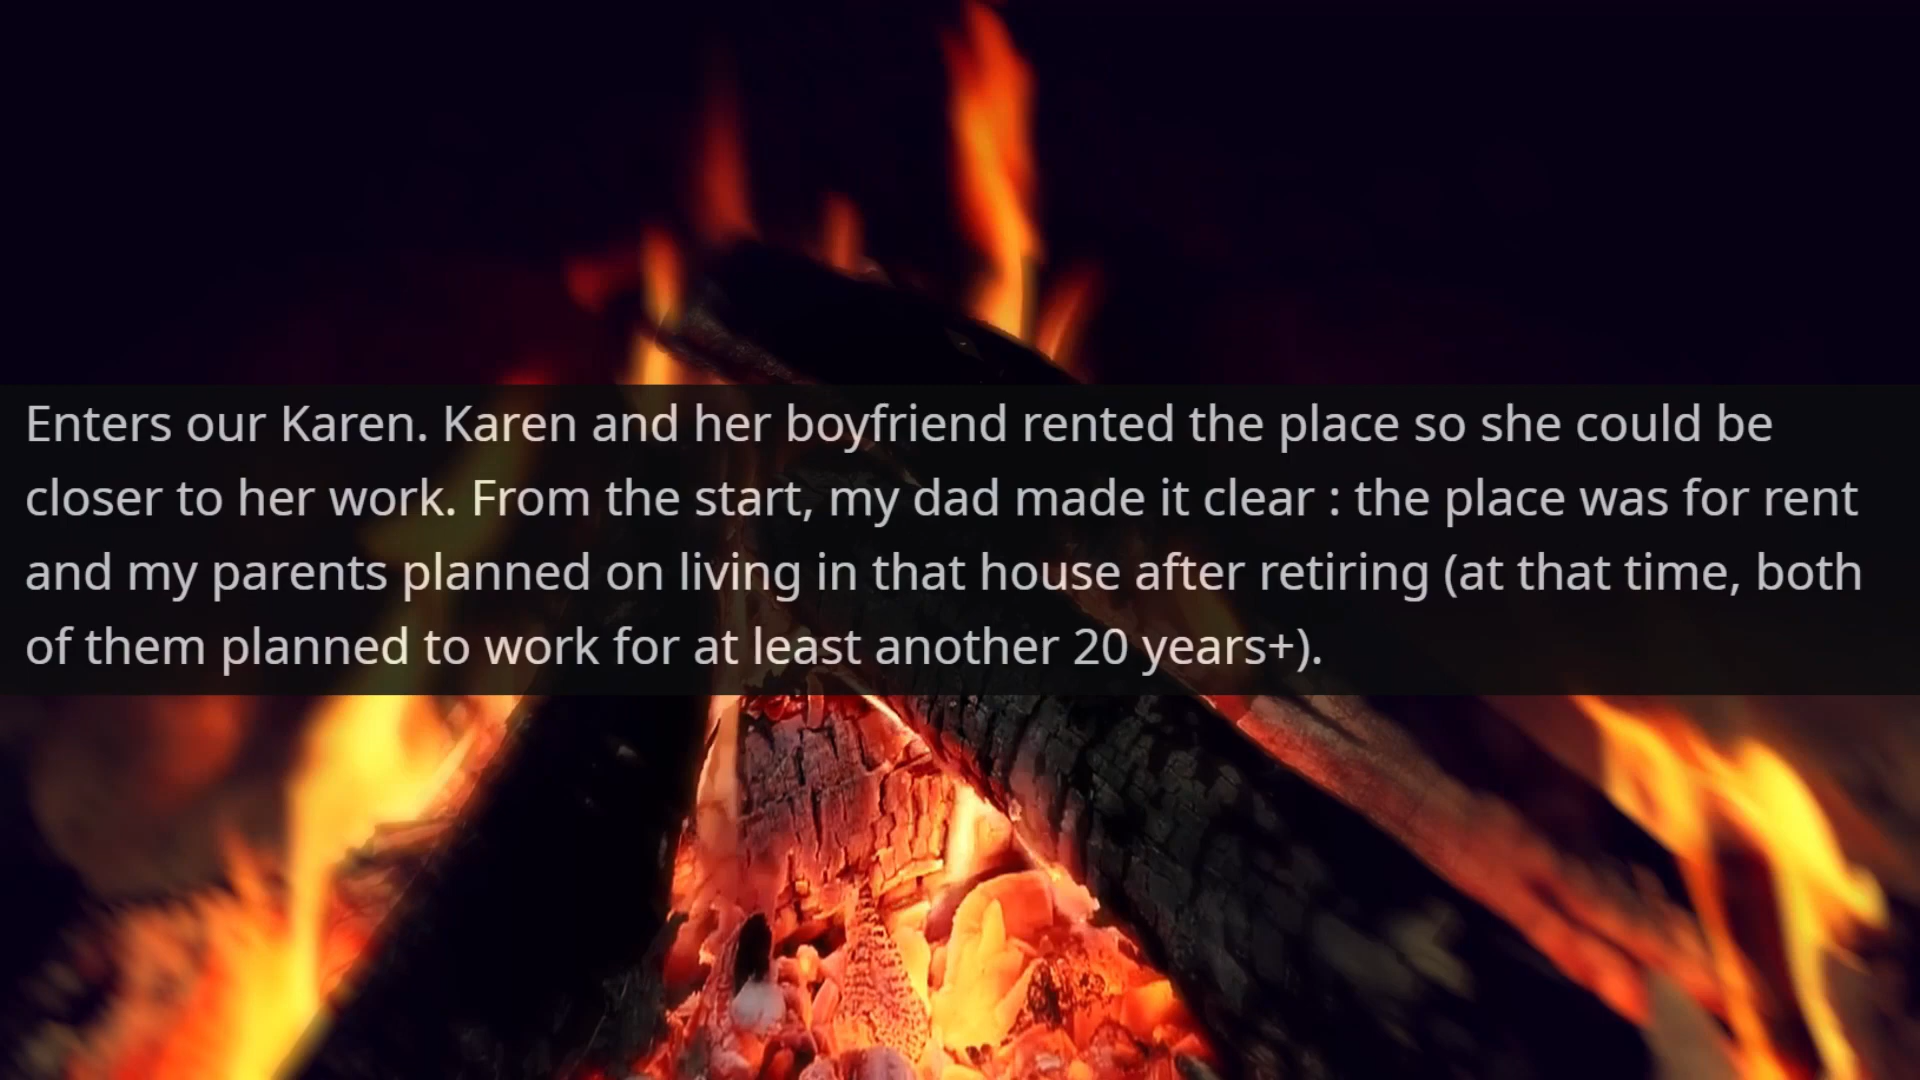 Enters our Karen. Karen and her boyfriend rented the place so she could be
closer to her work. From the start, my dad made it clear : the place was for rent
and my parents planned on living in that house after retiring (at that time, both
of them planned to work for at least another 20 years+).